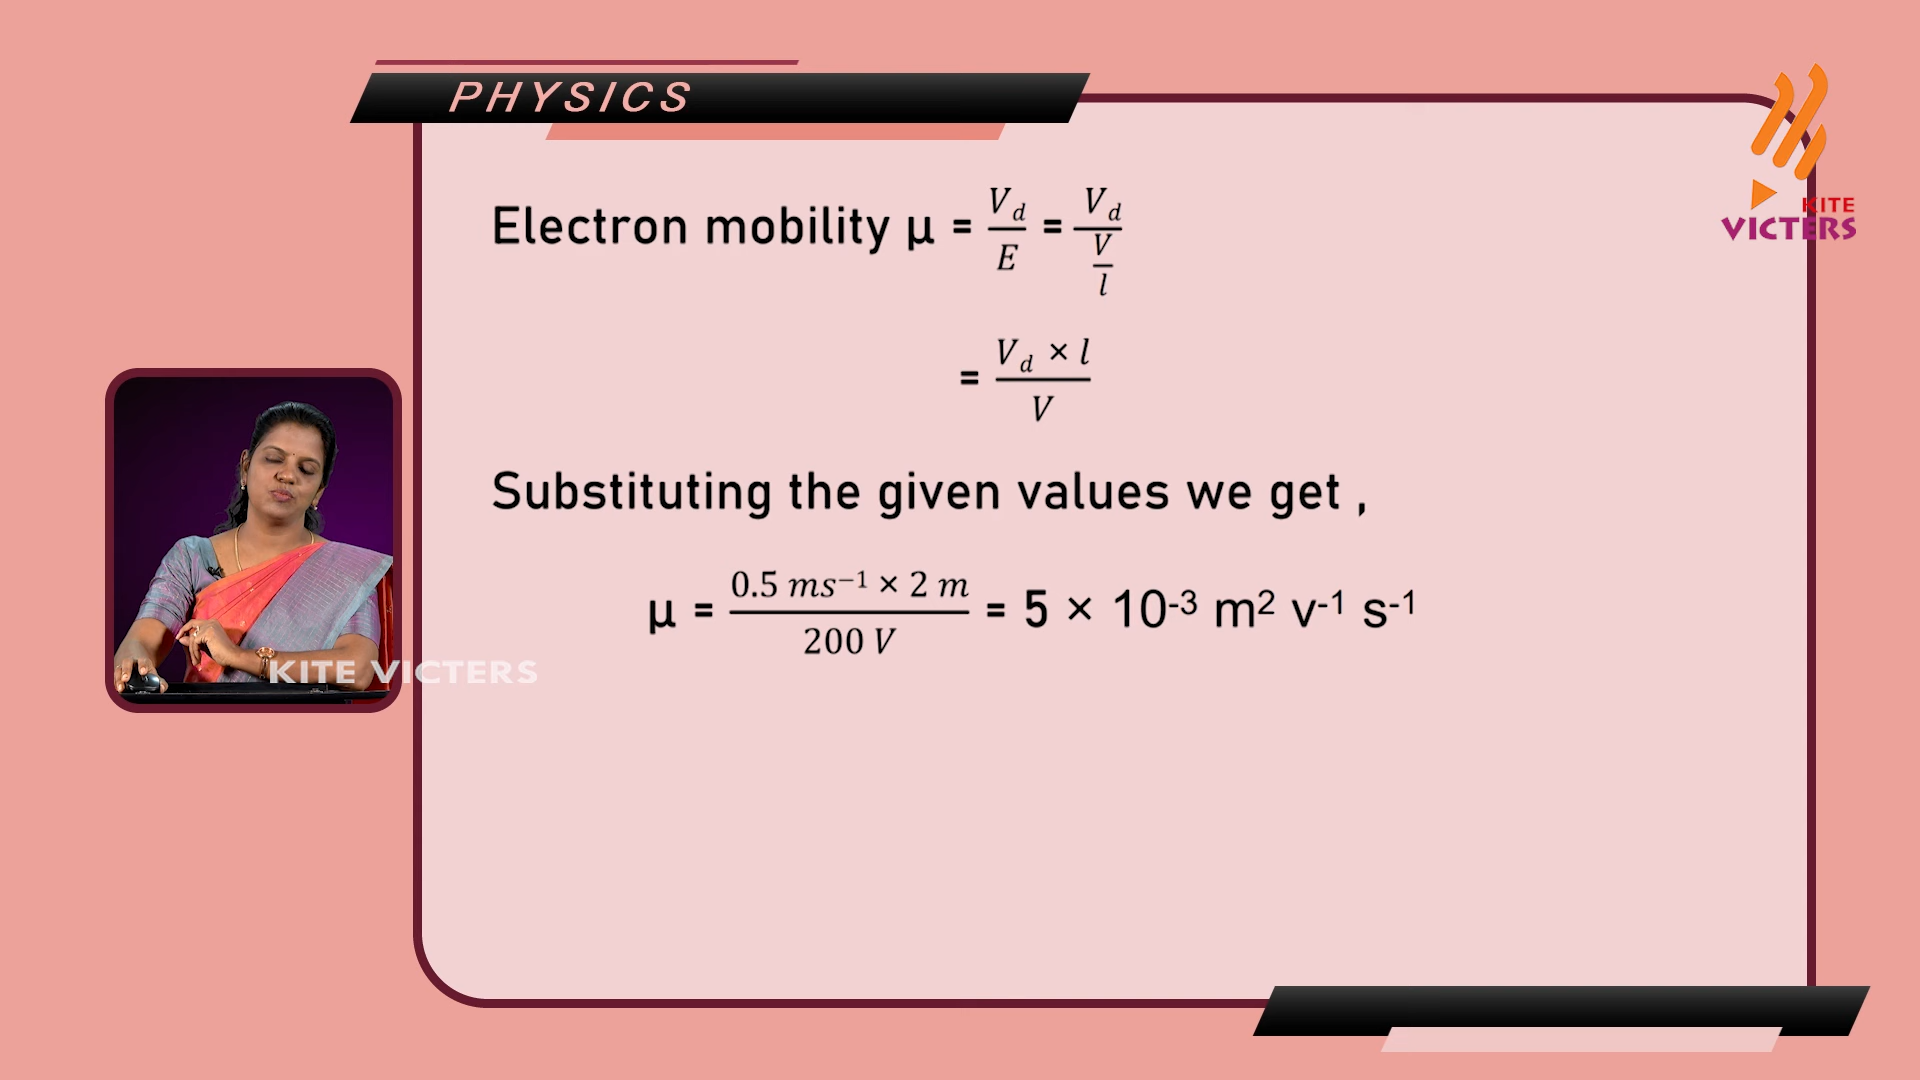 PHYSICS
KITE
VICTERS
Electron mobility μ = V_d/E = V_d/(V/l)
= (V_d × l)/V
Substituting the given values we get ,
μ = (0.5 ms⁻¹ × 2 m)/(200 V) = 5 × 10⁻³ m² v⁻¹ s⁻¹
KITE VICTERS